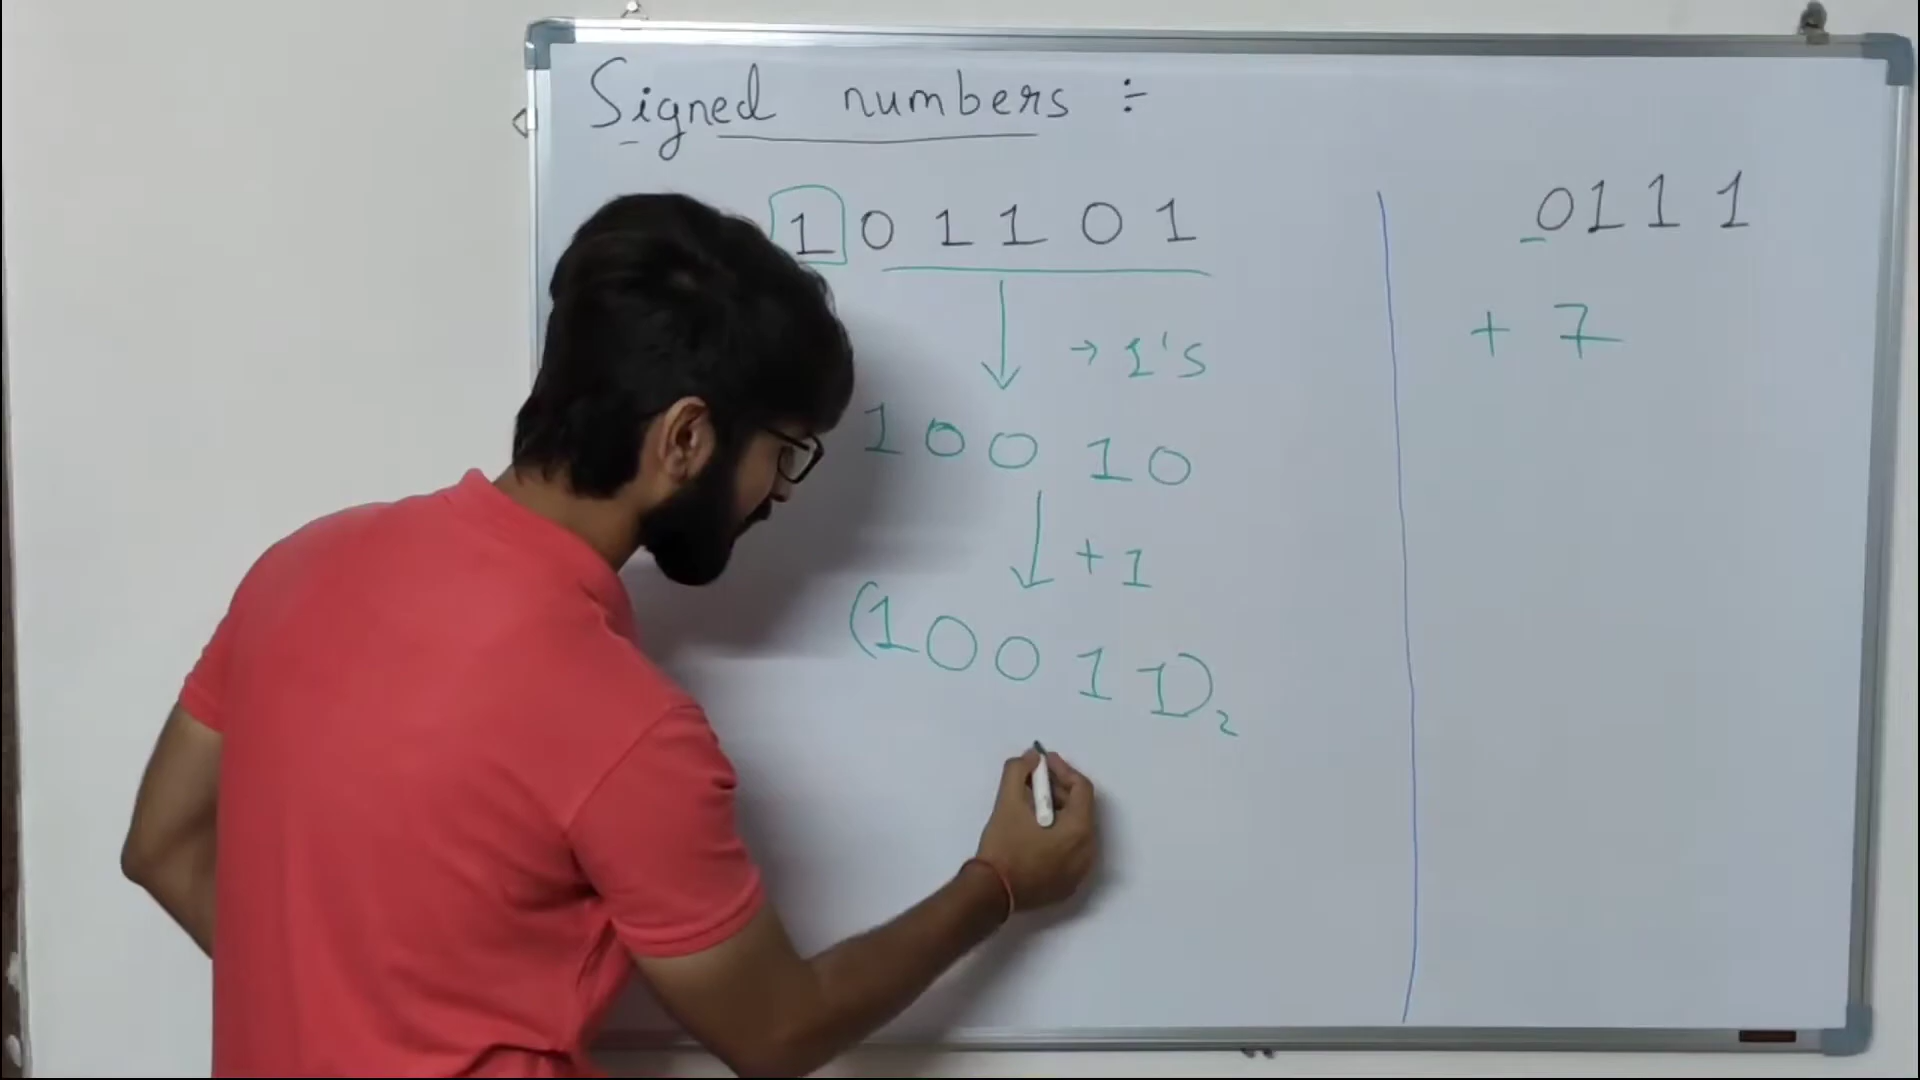 Signed numbers ÷
1 0 1 1 0 1
→ 1's
1 0 0 1 0
+ 1
(1 0 0 1 1)₂
0 1 1 1
+ 7